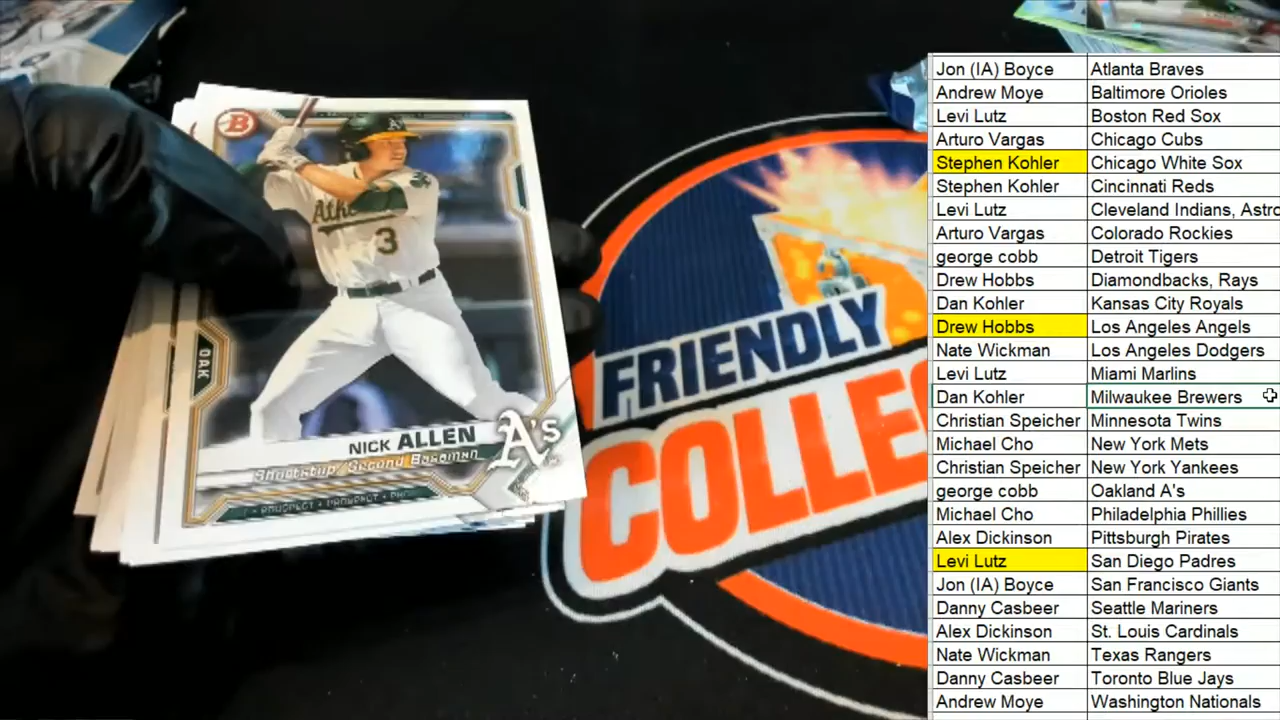 B
A's
Ath
3
OAK
NICK ALLEN
Shortstop/Second Baseman
A's
PROSPECT • PROSPECT • 
FRIENDLY
COLLE
Jon (IA) Boyce Atlanta Braves
Andrew Moye Baltimore Orioles
Levi Lutz Boston Red Sox
Arturo Vargas Chicago Cubs
Stephen Kohler Chicago White Sox
Stephen Kohler Cincinnati Reds
Levi Lutz Cleveland Indians, Astro
Arturo Vargas Colorado Rockies
george cobb Detroit Tigers
Drew Hobbs Diamondbacks, Rays
Dan Kohler Kansas City Royals
Drew Hobbs Los Angeles Angels
Nate Wickman Los Angeles Dodgers
Levi Lutz Miami Marlins
Dan Kohler Milwaukee Brewers
Christian Speicher Minnesota Twins
Michael Cho New York Mets
Christian Speicher New York Yankees
george cobb Oakland A's
Michael Cho Philadelphia Phillies
Alex Dickinson Pittsburgh Pirates
Levi Lutz San Diego Padres
Jon (IA) Boyce San Francisco Giants
Danny Casbeer Seattle Mariners
Alex Dickinson St. Louis Cardinals
Nate Wickman Texas Rangers
Danny Casbeer Toronto Blue Jays
Andrew Moye Washington Nationals